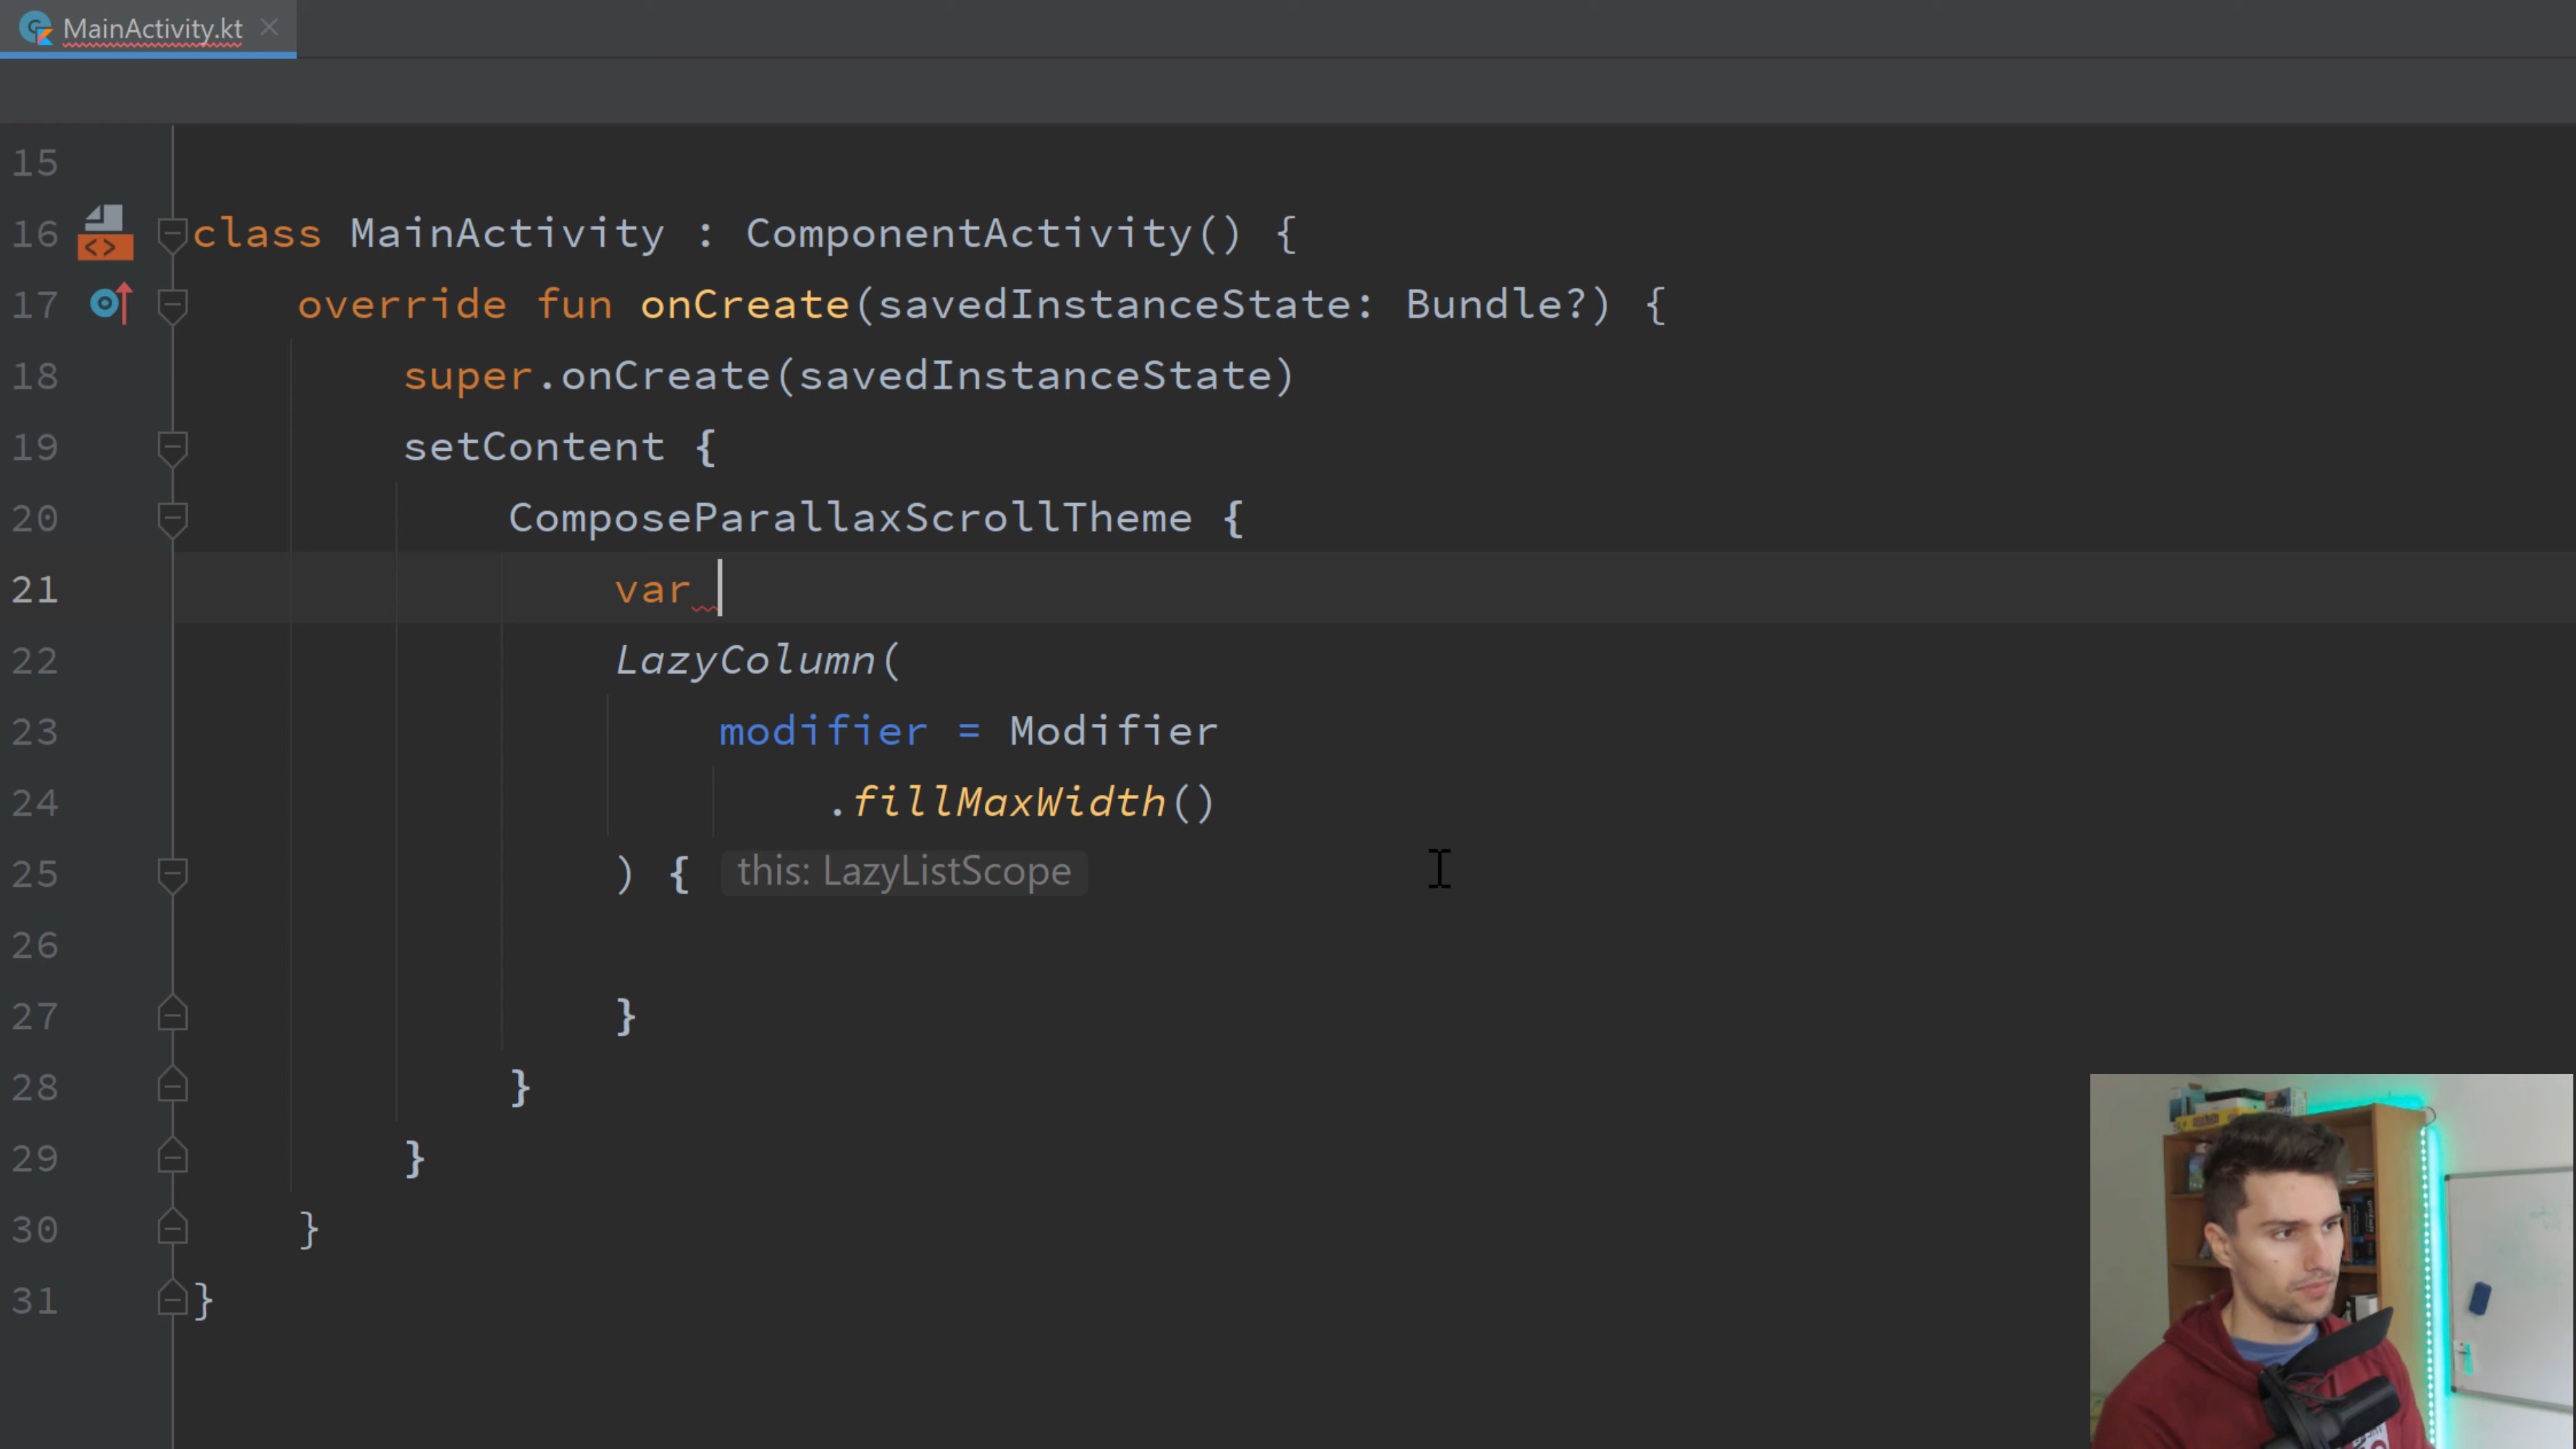 MainActivity.kt
15
16 class MainActivity : ComponentActivity() {
17 override fun onCreate(savedInstanceState: Bundle?) {
18 super.onCreate(savedInstanceState)
19 setContent {
20 ComposeParallaxScrollTheme {
21 var
22 LazyColumn(
23 modifier = Modifier
24 .fillMaxWidth()
25 ) { this: LazyListScope
26
27 }
28 }
29 }
30 }
31 }